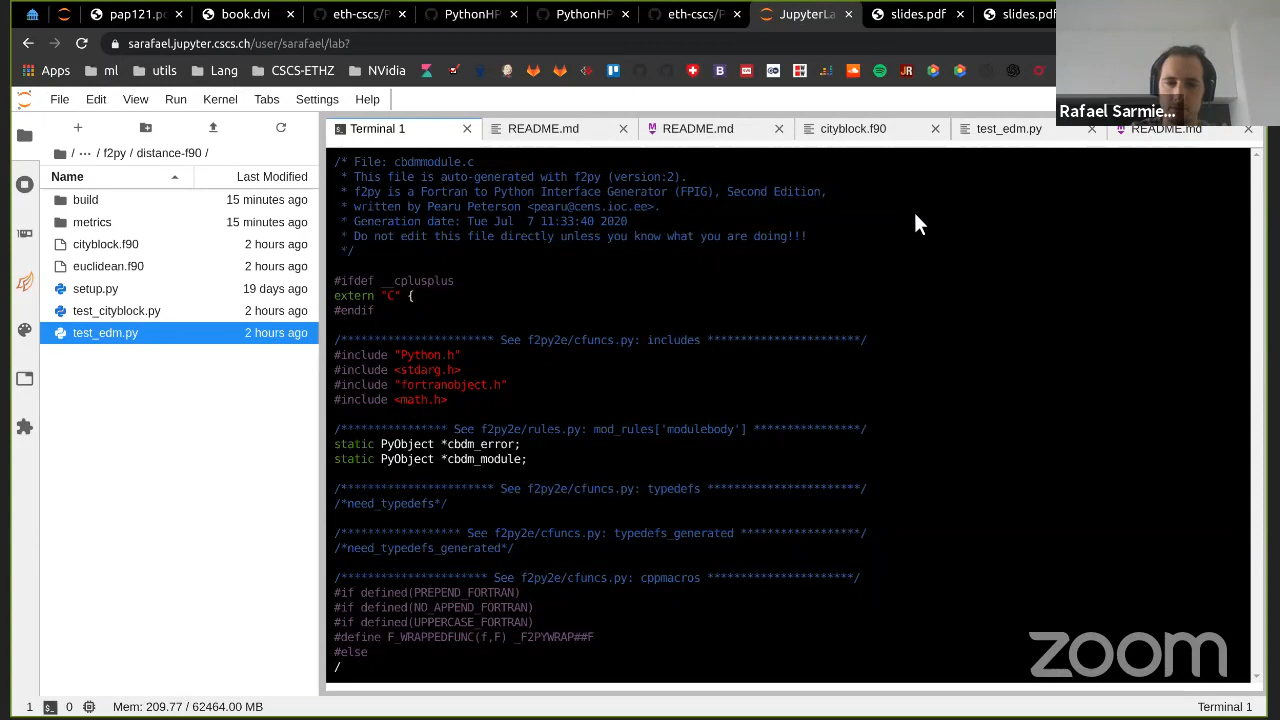 pap121.p
book.dvi
eth-cscs/P
PythonHP
PythonHP
eth-cscs/P
JupyterLa
slides.pdf
slides.pdf
sarafael.jupyter.cscs.ch/user/sarafael/lab?
Apps
ml
utils
Lang
CSCS-ETHZ
NVidia
Rafael Sarmie...
File
Edit
View
Run
Kernel
Tabs
Settings
Help
Terminal 1
README.md
README.md
cityblock.f90
test_edm.py
README.md
/ ··· / f2py / distance-f90 /
Name
Last Modified
build
15 minutes ago
metrics
15 minutes ago
cityblock.f90
2 hours ago
euclidean.f90
2 hours ago
setup.py
19 days ago
test_cityblock.py
2 hours ago
test_edm.py
2 hours ago
/* File: cbdmmodule.c
* This file is auto-generated with f2py (version:2).
* f2py is a Fortran to Python Interface Generator (FPIG), Second Edition,
* written by Pearu Peterson <pearu@cens.ioc.ee>.
* Generation date: Tue Jul  7 11:33:40 2020
* Do not edit this file directly unless you know what you are doing!!!
*/
#ifdef __cplusplus
extern "C" {
#endif
/*********************** See f2py2e/cfuncs.py: includes ***********************/
#include "Python.h"
#include <stdarg.h>
#include "fortranobject.h"
#include <math.h>
/**************** See f2py2e/rules.py: mod_rules['modulebody'] ****************/
static PyObject *cbdm_error;
static PyObject *cbdm_module;
/*********************** See f2py2e/cfuncs.py: typedefs ***********************/
/*need_typedefs*/
/****************** See f2py2e/cfuncs.py: typedefs_generated ******************/
/*need_typedefs_generated*/
/********************** See f2py2e/cfuncs.py: cppmacros **********************/
#if defined(PREPEND_FORTRAN)
#if defined(NO_APPEND_FORTRAN)
#if defined(UPPERCASE_FORTRAN)
#define F_WRAPPEDFUNC(f,F) _F2PYWRAP##F
#else
/
zoom
1
0
Mem: 209.77 / 62464.00 MB
Terminal 1